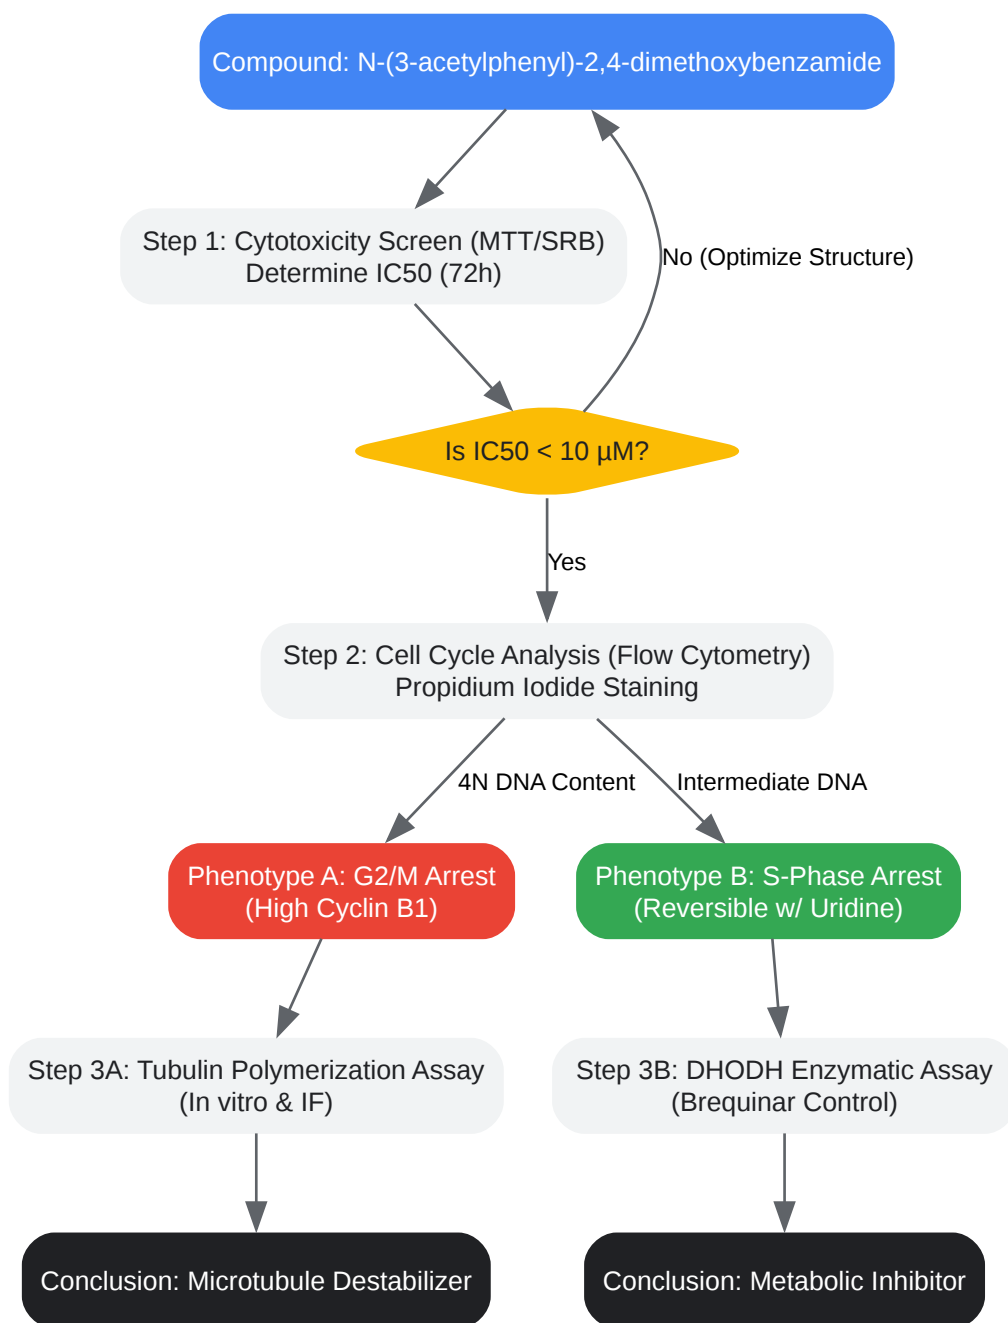 Compound: N-(3-acetylphenyl)-2,4-dimethoxybenzamide
Step 1: Cytotoxicity Screen (MTT/SRB)
Determine IC50 (72h)
No (Optimize Structure)
Is IC50 < 10 µM?
Yes
Step 2: Cell Cycle Analysis (Flow Cytometry)
Propidium Iodide Staining
4N DNA Content
Intermediate DNA
Phenotype A: G2/M Arrest
(High Cyclin B1)
Phenotype B: S-Phase Arrest
(Reversible w/ Uridine)
Step 3A: Tubulin Polymerization Assay
(In vitro & IF)
Step 3B: DHODH Enzymatic Assay
(Brequinar Control)
Conclusion: Microtubule Destabilizer
Conclusion: Metabolic Inhibitor